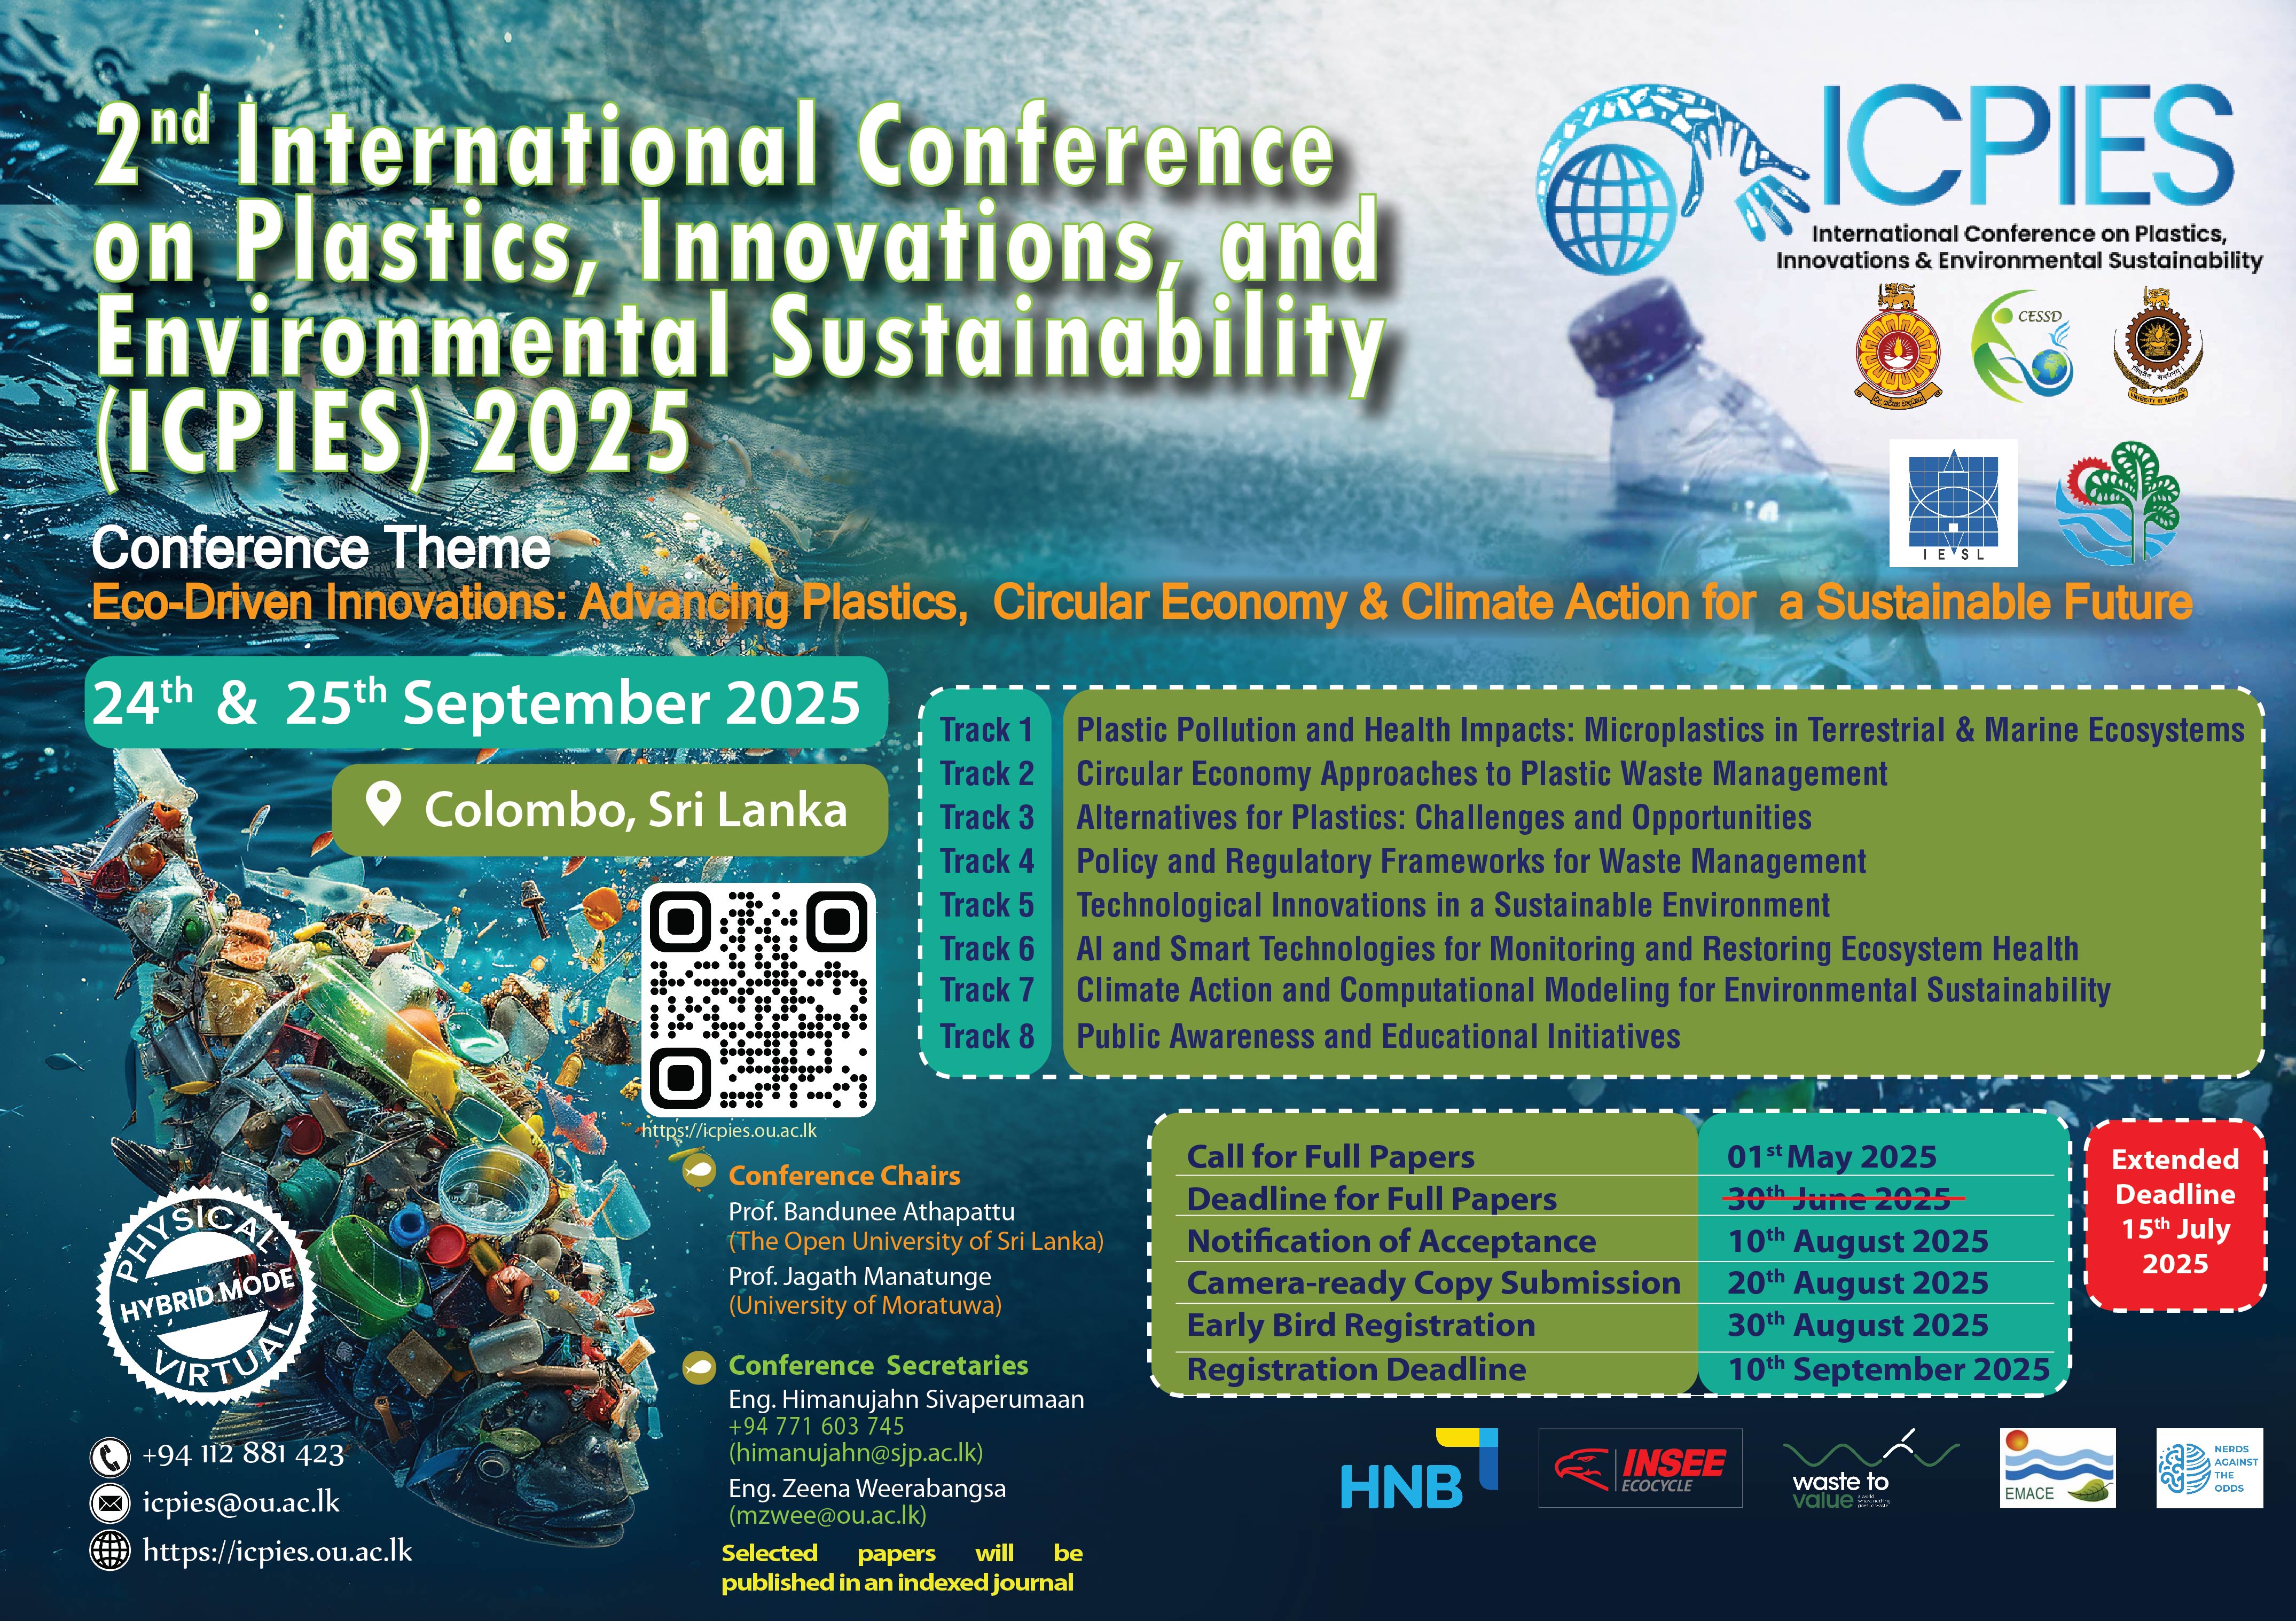 2nd International Conference
on Plastics, Innovations, and
Environmental Sustainability
(ICPIES) 2025
ICPIES
International Conference on Plastics,
Innovations & Environmental Sustainability
CESSD
IESL
Conference Theme
Eco-Driven Innovations: Advancing Plastics, Circular Economy & Climate Action for a Sustainable Future
24th & 25th September 2025
Colombo, Sri Lanka
Track 1 Plastic Pollution and Health Impacts: Microplastics in Terrestrial & Marine Ecosystems
Track 2 Circular Economy Approaches to Plastic Waste Management
Track 3 Alternatives for Plastics: Challenges and Opportunities
Track 4 Policy and Regulatory Frameworks for Waste Management
Track 5 Technological Innovations in a Sustainable Environment
Track 6 AI and Smart Technologies for Monitoring and Restoring Ecosystem Health
Track 7 Climate Action and Computational Modeling for Environmental Sustainability
Track 8 Public Awareness and Educational Initiatives
https://icpies.ou.ac.lk
Conference Chairs
Prof. Bandunee Athapattu
(The Open University of Sri Lanka)
Prof. Jagath Manatunge
(University of Moratuwa)
Conference Secretaries
Eng. Himanujahn Sivaperumaan
+94 771 603 745
(himanujahn@sjp.ac.lk)
Eng. Zeena Weerabangsa
(mzwee@ou.ac.lk)
Selected papers will be
published in an indexed journal
Call for Full Papers 01st May 2025
Deadline for Full Papers 30th June 2025
Notification of Acceptance 10th August 2025
Camera-ready Copy Submission 20th August 2025
Early Bird Registration 30th August 2025
Registration Deadline 10th September 2025
Extended
Deadline
15th July
2025
PHYSICAL
HYBRID MODE
VIRTUAL
+94 112 881 423
icpies@ou.ac.lk
https://icpies.ou.ac.lk
HNB
INSEE
ECOCYCLE
waste to
value
EMACE
NERDS
AGAINST
THE
ODDS